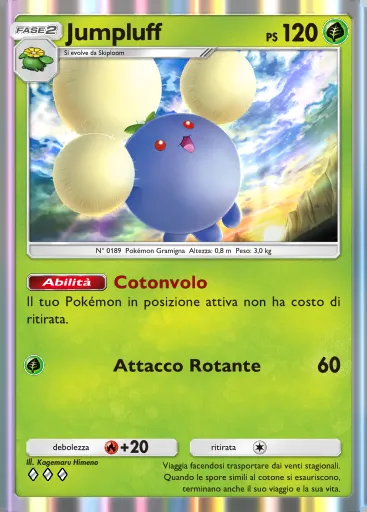 FASE 2
Jumpluff
PS 120
Si evolve da Skiploom
N° 0189 Pokémon Gramigna Altezza: 0,8 m Peso: 3,0 kg
Abilità Cotonvolo
Il tuo Pokémon in posizione attiva non ha costo di
ritirata.
Attacco Rotante 60
debolezza +20 ritirata
Ill. Kagemaru Himeno
Viaggia facendosi trasportare dai venti stagionali.
Quando le spore simili al cotone si esauriscono,
terminano anche il suo viaggio e la sua vita.